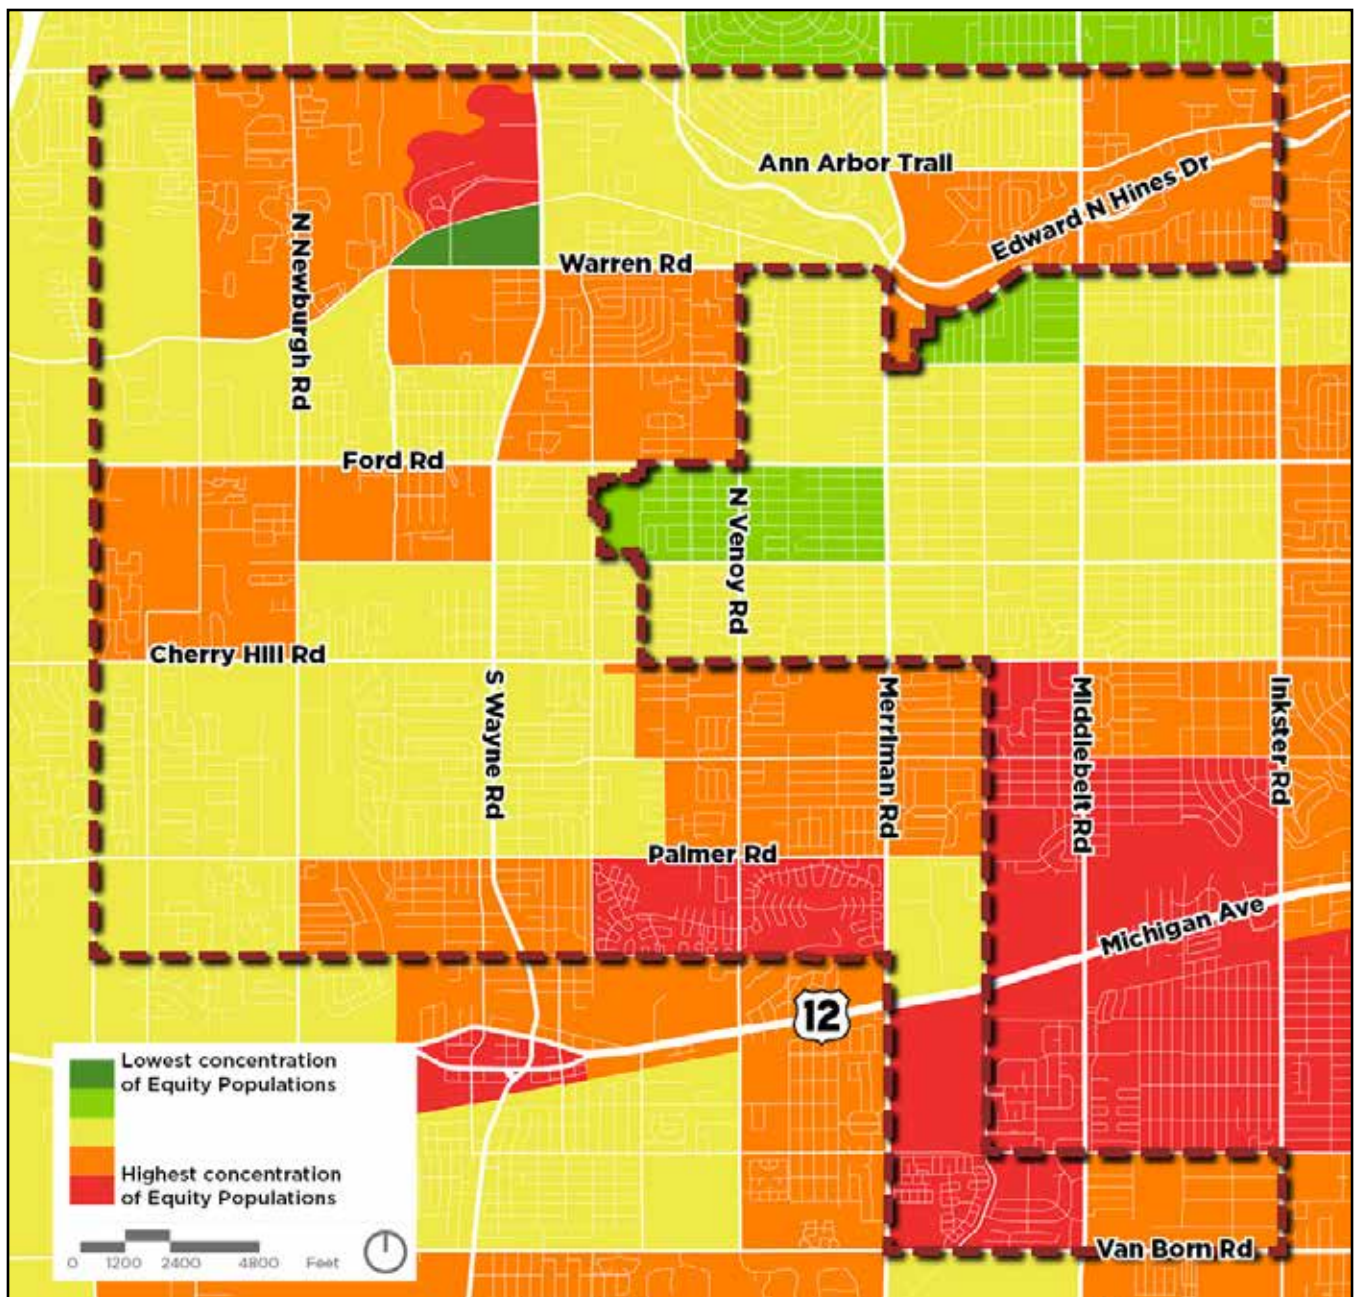 Ann Arbor Trail
Edward N Hines Dr
N Newburgh Rd
Warren Rd
Ford Rd
N Venoy Rd
Cherry Hill Rd
S Wayne Rd
Merriman Rd
Middlebelt Rd
Inkster Rd
Palmer Rd
Michigan Ave
12
Lowest concentration
of Equity Populations
Highest concentration
of Equity Populations
0 1200 2400 4800 Feet
Van Born Rd